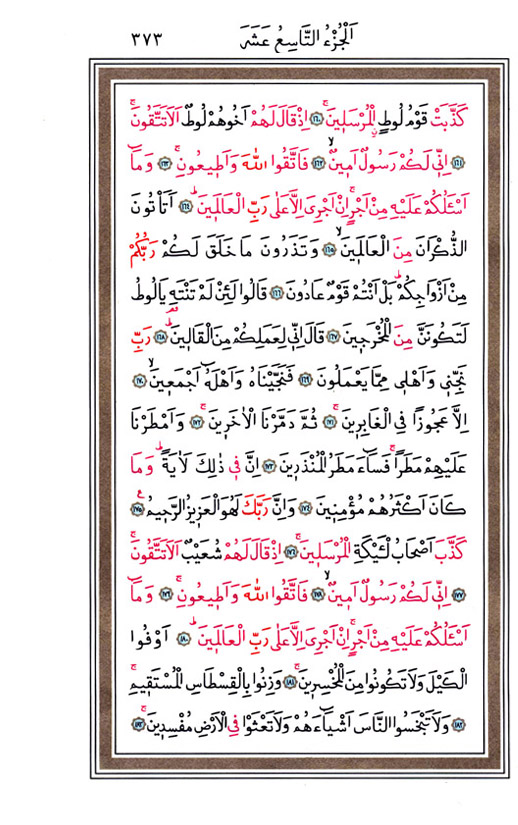 اَلْجُزْءُ التَّاسِعُ عَشَرَ ٣٧٣
كَذَّبَتْ قَوْمُ لُوطٍ الْمُرْسَلِينَۚ ﴿١٦٠﴾ اِذْ قَالَ لَهُمْ اَخُوهُمْ لُوطٌ اَلَا تَتَّقُونَۚ
﴿١٦١﴾ اِنِّي لَكُمْ رَسُولٌ اَمِينٌۙ ﴿١٦٢﴾ فَاتَّقُوا اللّٰهَ وَاَطِيعُونِۚ ﴿١٦٣﴾ وَمَٓا
اَسْـَٔلُكُمْ عَلَيْهِ مِنْ اَجْرٍۚ اِنْ اَجْرِىَ اِلَّا عَلٰى رَبِّ الْعَالَمِينَۜ ﴿١٦٤﴾ اَتَأْتُونَ
الذُّكْرَانَ مِنَ الْعَالَمِينَۙ ﴿١٦٥﴾ وَتَذَرُونَ مَا خَلَقَ لَكُمْ رَبُّكُمْ
مِنْ اَزْوَاجِكُمْۜ بَلْ اَنْتُمْ قَوْمٌ عَادُونَ ﴿١٦٦﴾ قَالُوا لَئِنْ لَمْ تَنْتَهِ يَالُوطُ
لَتَكُونَنَّ مِنَ الْمُخْرَجِينَ ﴿١٦٧﴾ قَالَ اِنِّي لِعَمَلِكُمْ مِنَ الْقَالِينَۜ ﴿١٦٨﴾ رَبِّ
نَجِّنِي وَاَهْلِي مِمَّا يَعْمَلُونَ ﴿١٦٩﴾ فَنَجَّيْنَاهُ وَاَهْلَهُٓ اَجْمَعِينَۙ ﴿١٧٠﴾
اِلَّا عَجُوزًا فِي الْغَابِرِينَۚ ﴿١٧١﴾ ثُمَّ دَمَّرْنَا الْاٰخَرِينَۚ ﴿١٧٢﴾ وَاَمْطَرْنَا
عَلَيْهِمْ مَطَرًاۚ فَسَٓاءَ مَطَرُ الْمُنْذَرِينَ ﴿١٧٣﴾ اِنَّ فِي ذٰلِكَ لَاٰيَةًۜ وَمَا
كَانَ اَكْثَرُهُمْ مُؤْمِنِينَ ﴿١٧٤﴾ وَاِنَّ رَبَّكَ لَهُوَ الْعَزِيزُ الرَّحِيمُ ﴿١٧٥﴾
كَذَّبَ اَصْحَابُ لْـَٔيْكَةِ الْمُرْسَلِينَۚ ﴿١٧٦﴾ اِذْ قَالَ لَهُمْ شُعَيْبٌ اَلَا تَتَّقُونَۚ
﴿١٧٧﴾ اِنِّي لَكُمْ رَسُولٌ اَمِينٌۙ ﴿١٧٨﴾ فَاتَّقُوا اللّٰهَ وَاَطِيعُونِۚ ﴿١٧٩﴾ وَمَٓا
اَسْـَٔلُكُمْ عَلَيْهِ مِنْ اَجْرٍۚ اِنْ اَجْرِىَ اِلَّا عَلٰى رَبِّ الْعَالَمِينَۜ ﴿١٨٠﴾ اَوْفُوا
الْكَيْلَ وَلَا تَكُونُوا مِنَ الْمُخْسِرِينَۚ ﴿١٨١﴾ وَزِنُوا بِالْقِسْطَاسِ الْمُسْتَقِيمِۚ
﴿١٨٢﴾ وَلَا تَبْخَسُوا النَّاسَ اَشْيَٓاءَهُمْ وَلَا تَعْثَوْا فِي الْاَرْضِ مُفْسِدِينَۚ ﴿١٨٣﴾